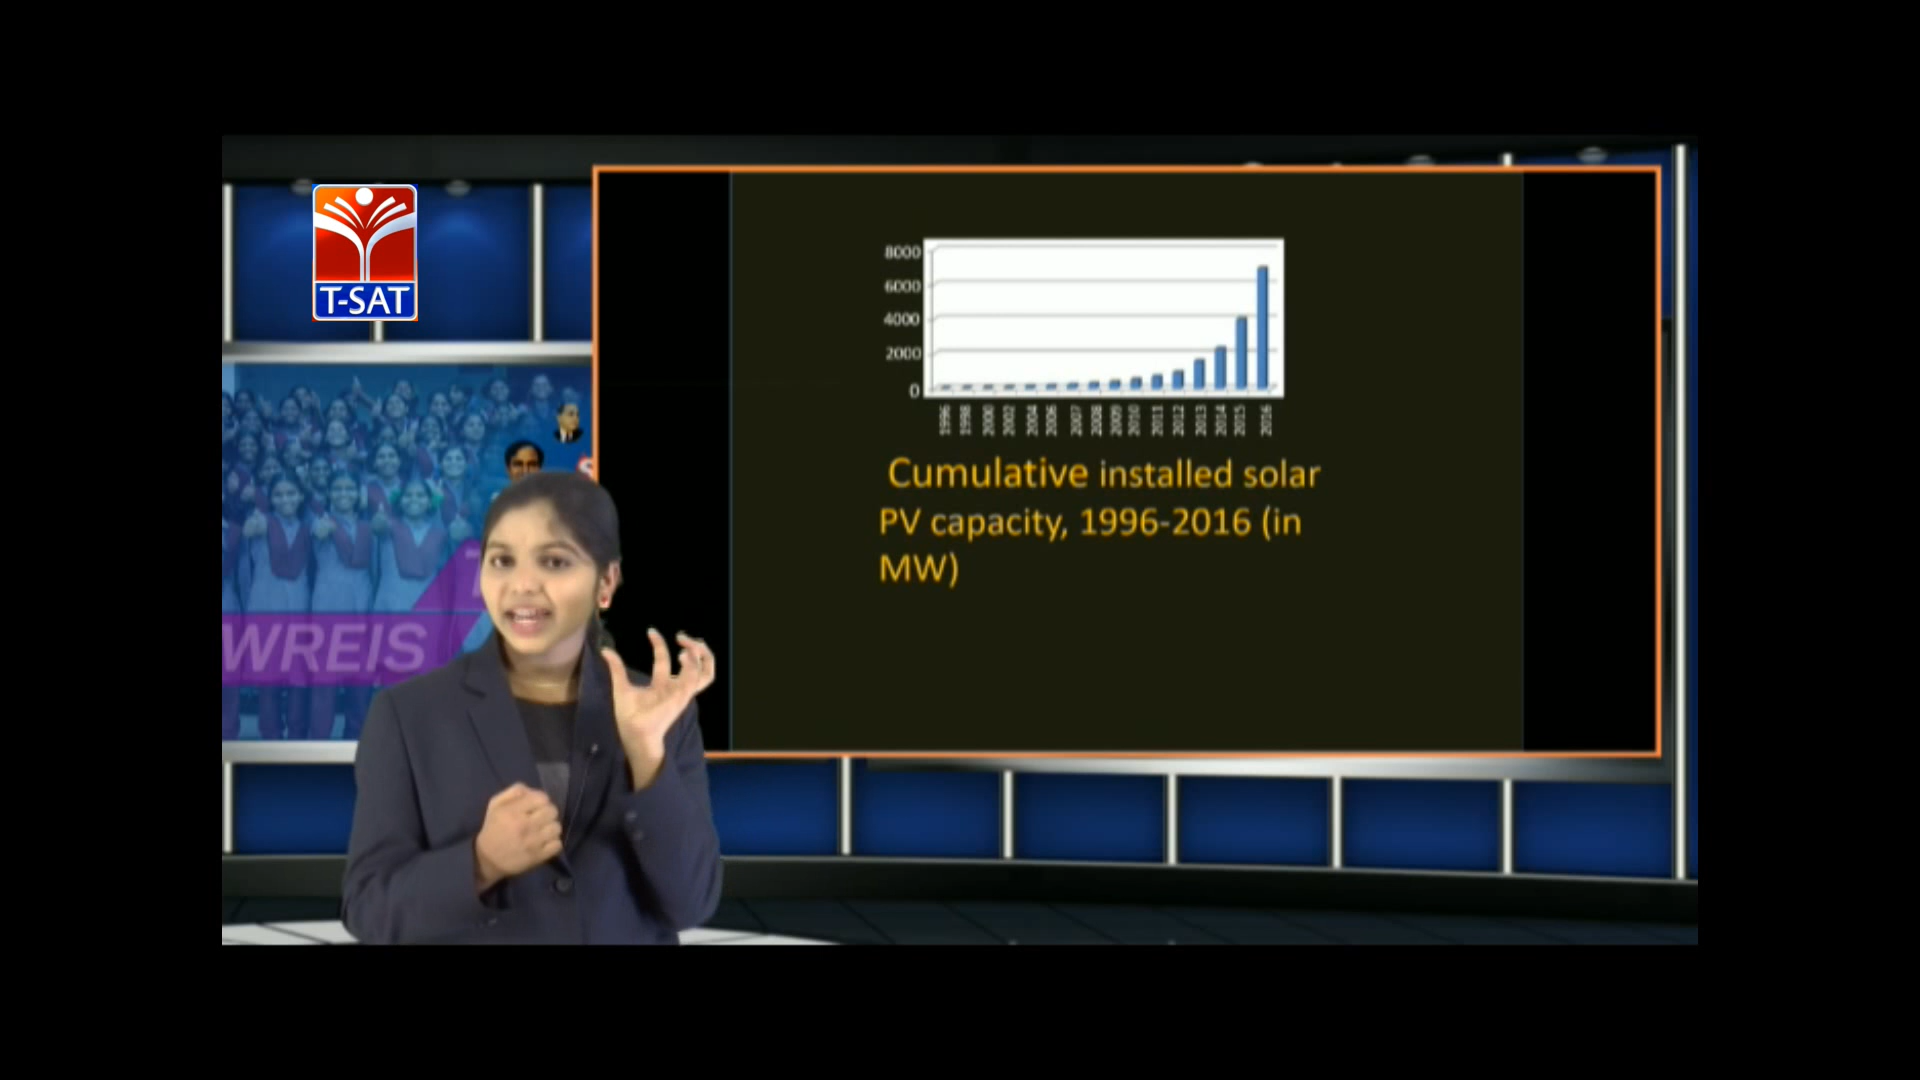 T-SAT
8000
6000
4000
2000
0
1996 1998 2000 2002 2004 2006 2007 2008 2009 2010 2011 2012 2013 2014 2015 2016
Cumulative installed solar
PV capacity, 1996-2016 (in
MW)
WREIS